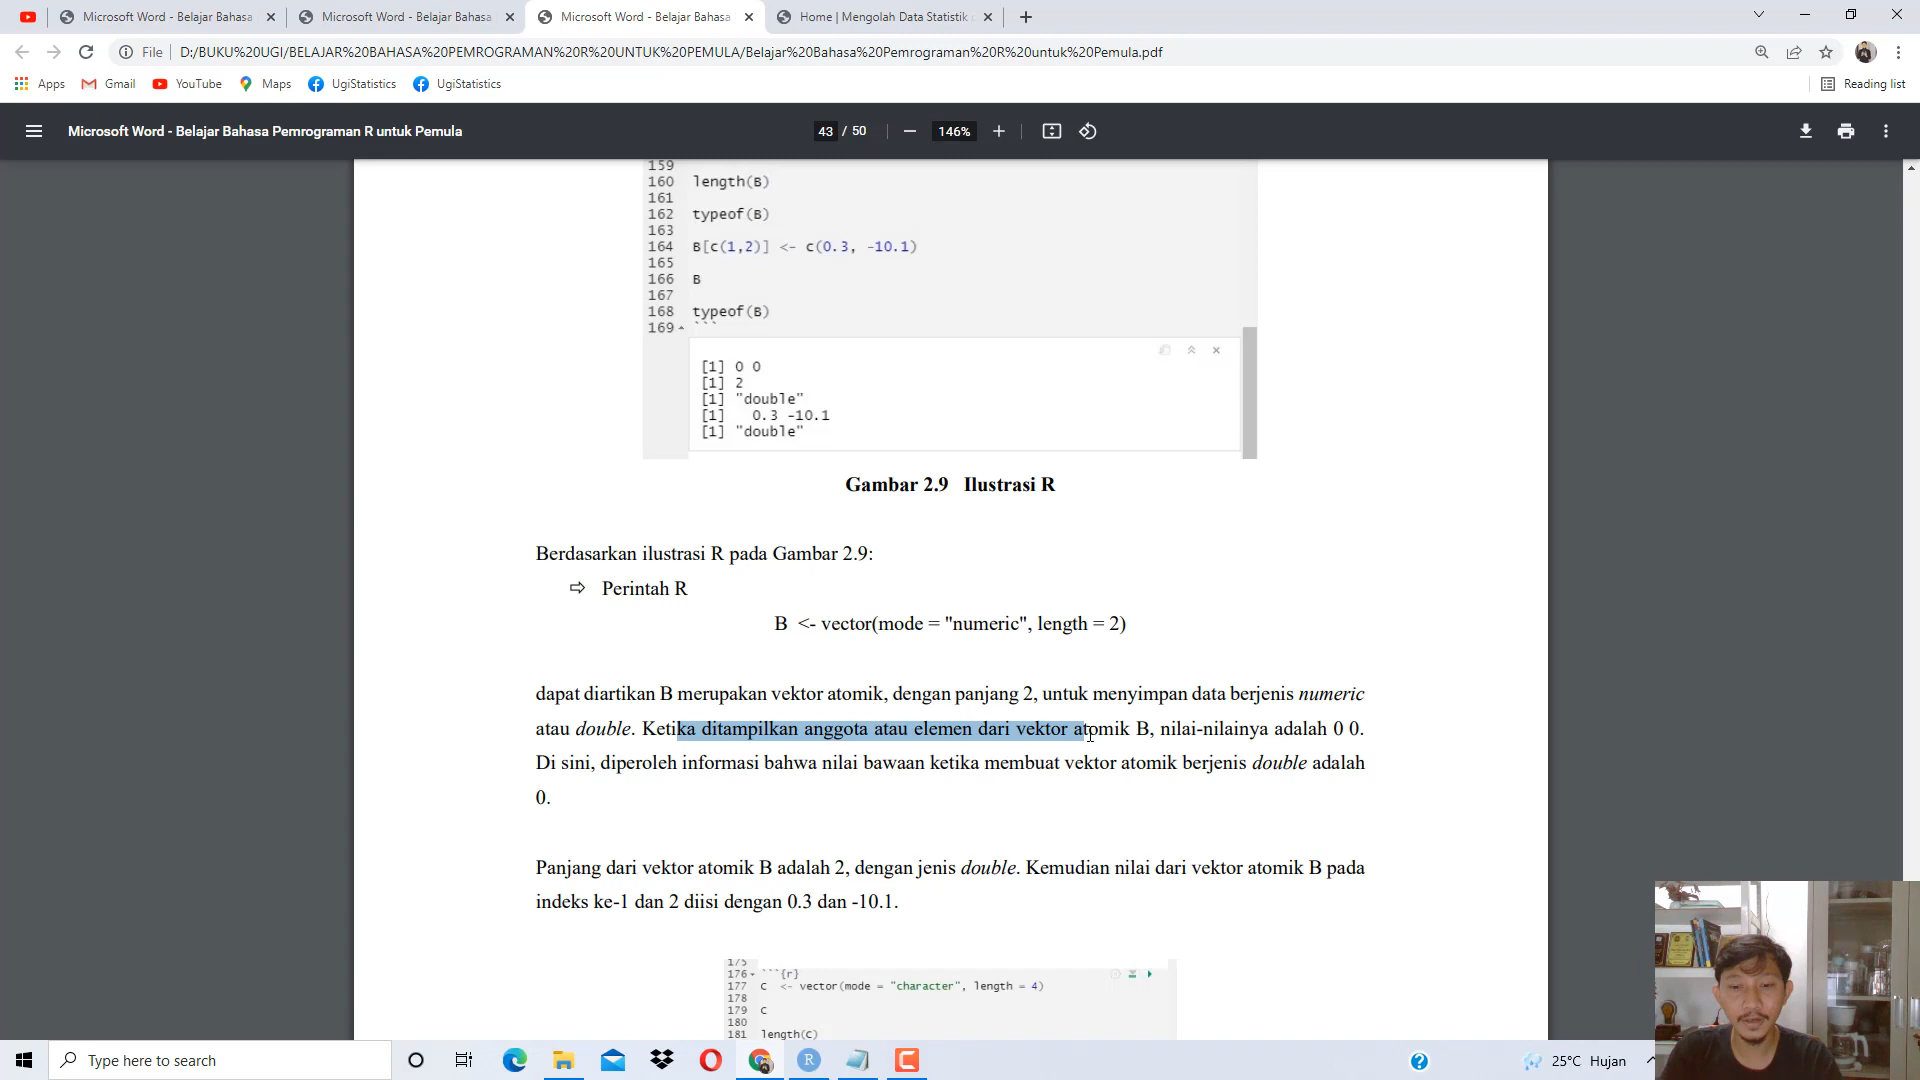 Microsoft Word - Belajar Bahasa
Microsoft Word - Belajar Bahasa
Microsoft Word - Belajar Bahasa
Home | Mengolah Data Statistik
File
D:/BUKU%20UGI/BELAJAR%20BAHASA%20PEMROGRAMAN%20R%20UNTUK%20PEMULA/Belajar%20Bahasa%20Pemrograman%20R%20untuk%20Pemula.pdf
Apps
Gmail
YouTube
Maps
UgiStatistics
UgiStatistics
Reading list
Microsoft Word - Belajar Bahasa Pemrograman R untuk Pemula
43 / 50
146%
159
160 length(B)
161
162 typeof(B)
163
164 B[c(1,2)] <- c(0.3, -10.1)
165
166 B
167
168 typeof(B)
169 ```
[1] 0 0
[1] 2
[1] "double"
[1] 0.3 -10.1
[1] "double"
Gambar 2.9 Ilustrasi R
Berdasarkan ilustrasi R pada Gambar 2.9:
⇨ Perintah R
B <- vector(mode = "numeric", length = 2)
dapat diartikan B merupakan vektor atomik, dengan panjang 2, untuk menyimpan data berjenis numeric
atau double. Ketika ditampilkan anggota atau elemen dari vektor atomik B, nilai-nilainya adalah 0 0.
Di sini, diperoleh informasi bahwa nilai bawaan ketika membuat vektor atomik berjenis double adalah
0.
Panjang dari vektor atomik B adalah 2, dengan jenis double. Kemudian nilai dari vektor atomik B pada
indeks ke-1 dan 2 diisi dengan 0.3 dan -10.1.
175
176 ```{r}
177 C <- vector(mode = "character", length = 4)
178
179 C
180
181 length(C)
Type here to search
25°C Hujan